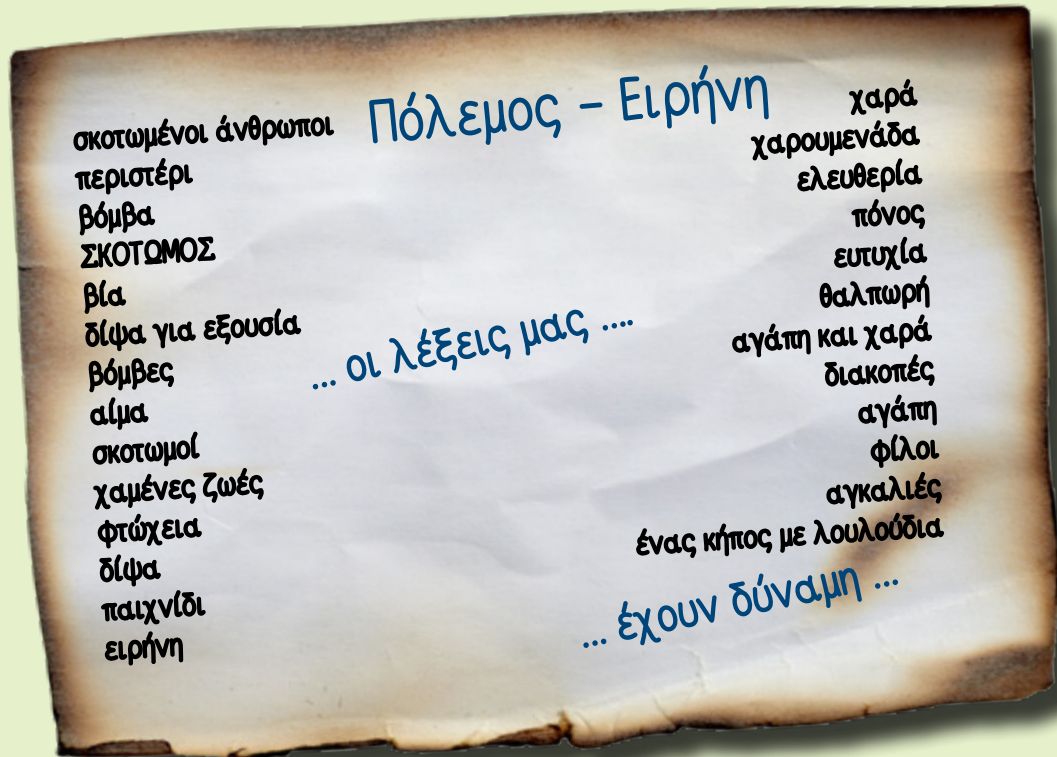 Πόλεμος – Ειρήνη
σκοτωμένοι άνθρωποι
περιστέρι
βόμβα
ΣΚΟΤΩΜΟΣ
βία
δίψα για εξουσία
βόμβες
αίμα
σκοτωμοί
χαμένες ζωές
φτώχεια
δίψα
παιχνίδι
ειρήνη
... οι λέξεις μας ....
χαρά
χαρουμενάδα
ελευθερία
πόνος
ευτυχία
θαλπωρή
αγάπη και χαρά
διακοπές
αγάπη
φίλοι
αγκαλιές
ένας κήπος με λουλούδια
... έχουν δύναμη ...